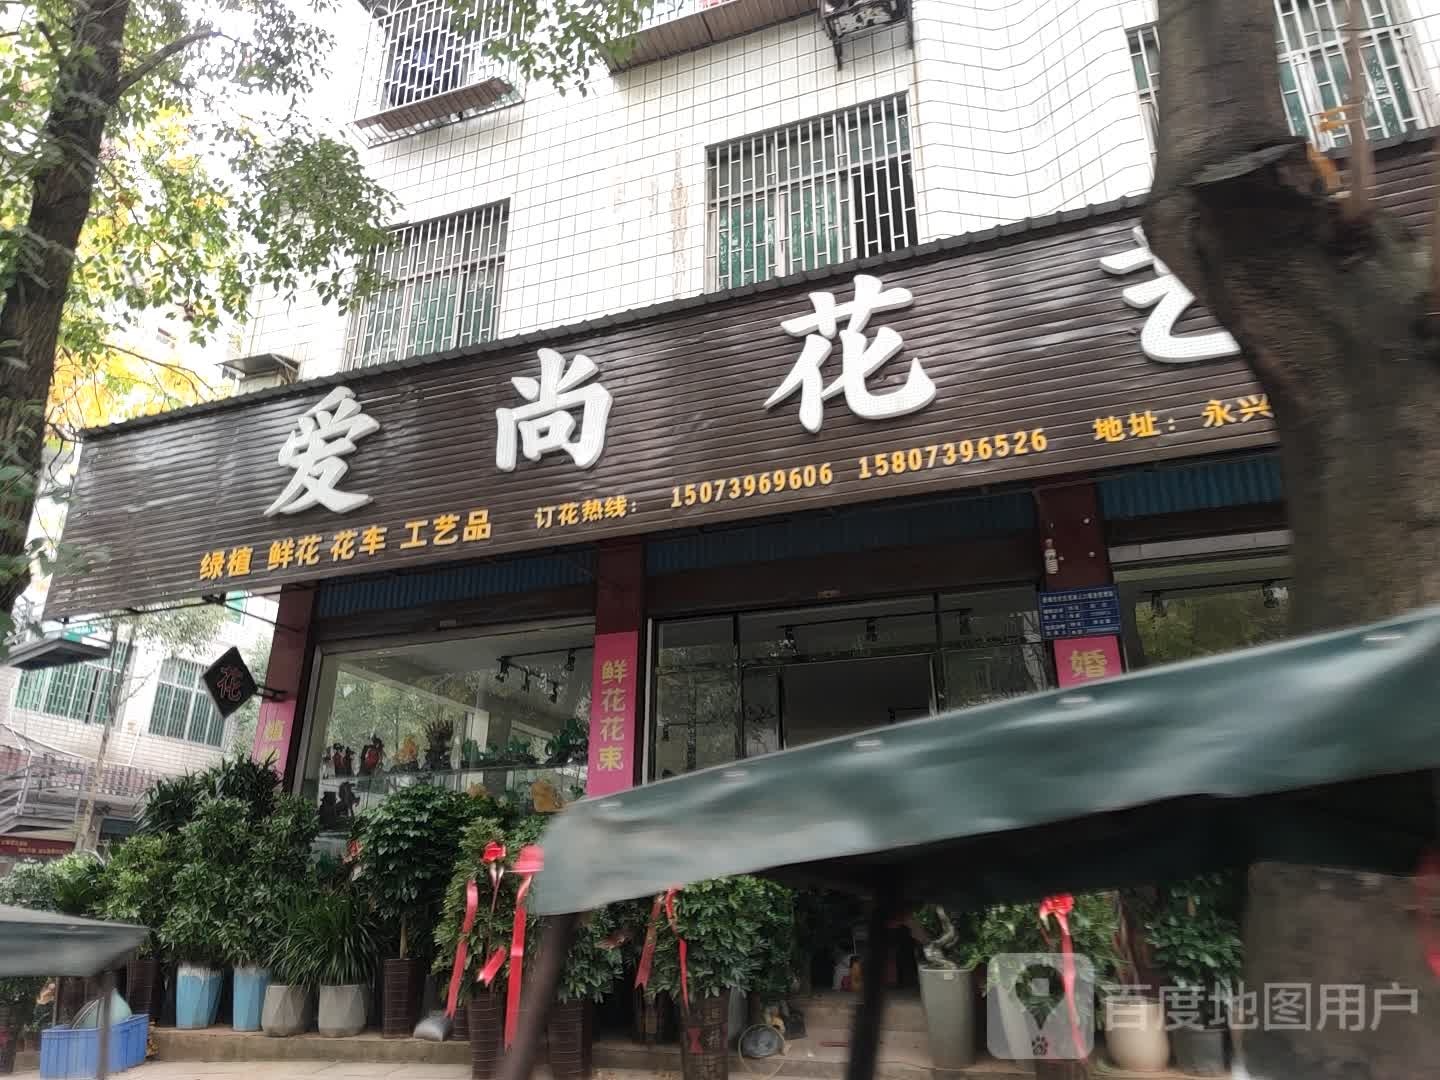 爱尚花艺
绿植 鲜花 花车 工艺品 订花热线: 15073969606 15807396526 地址: 永兴
花
鲜花花束
婚
百度地图用户